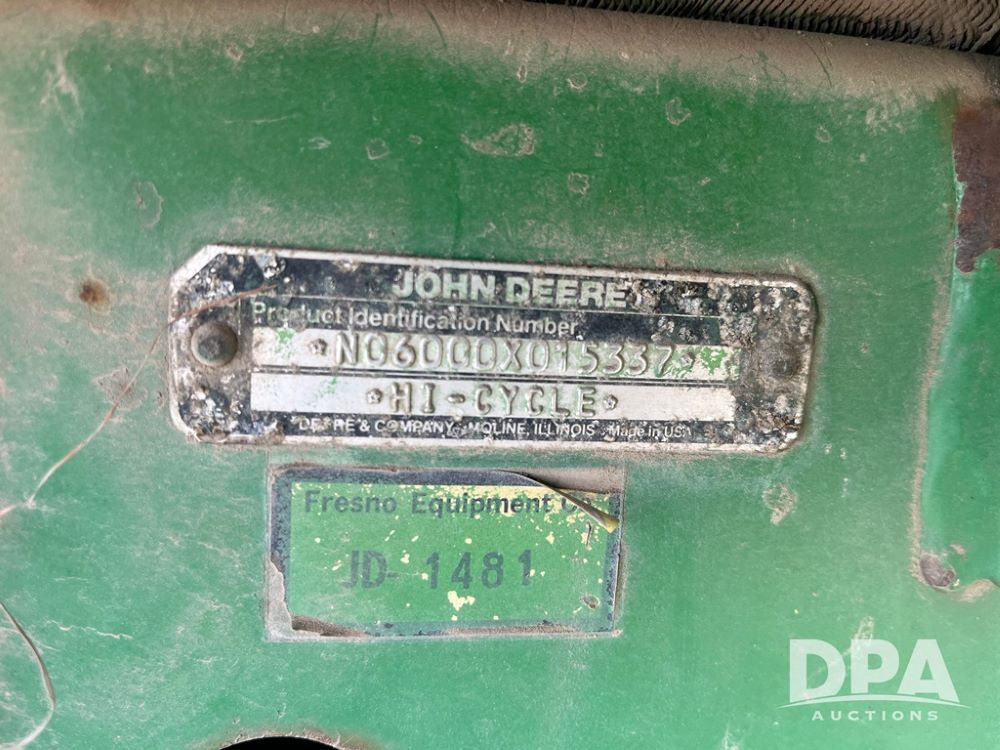 JOHN DEERE
Product Identification Number
*N06000X015337*
*HI-CYCLE*
DEERE & COMPANY MOLINE, ILLINOIS Made in USA
Fresno Equipment Co.
JD- 1481
DPA
AUCTIONS